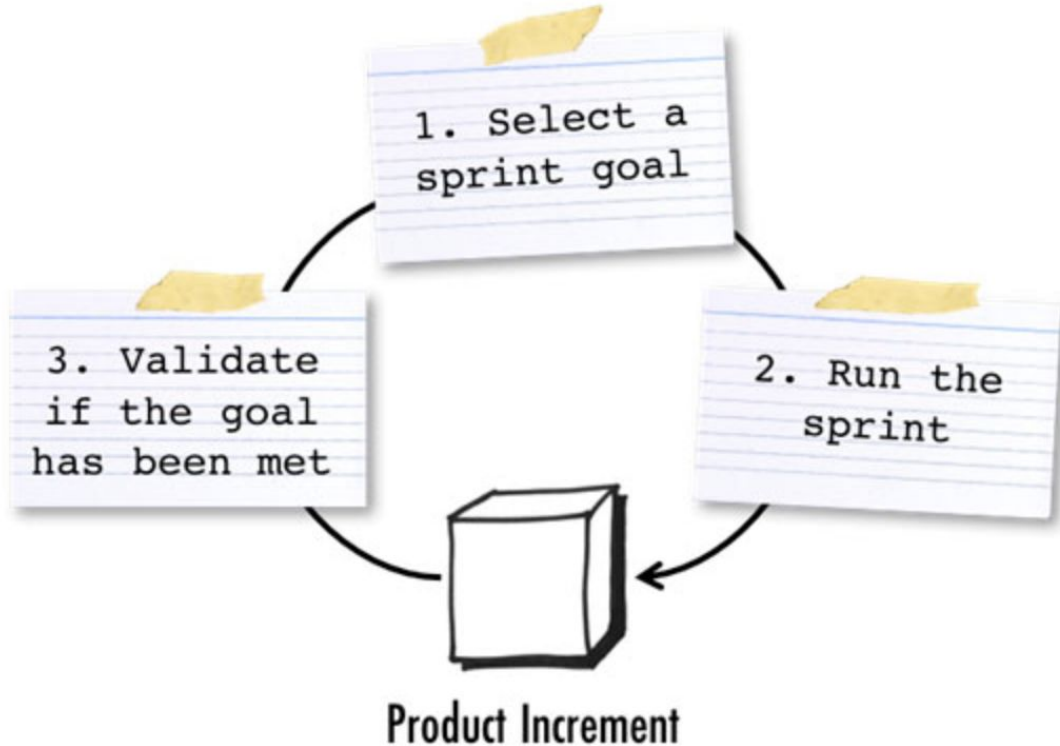 1. Select a
sprint goal
2. Run the
sprint
3. Validate
if the goal
has been met
Product Increment